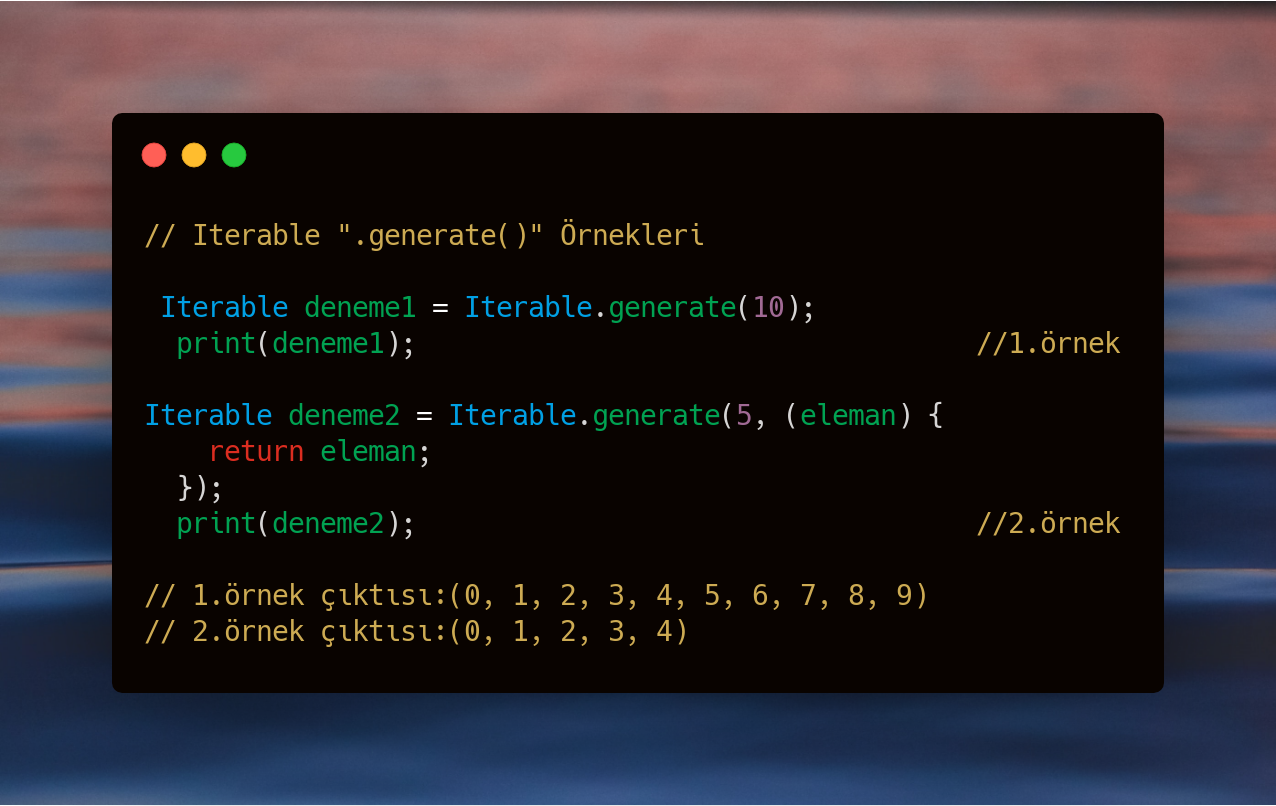 // Iterable ".generate()" Örnekleri
Iterable deneme1 = Iterable.generate(10);
print(deneme1); //1.örnek
Iterable deneme2 = Iterable.generate(5, (eleman) {
return eleman;
});
print(deneme2); //2.örnek
// 1.örnek çıktısı:(0, 1, 2, 3, 4, 5, 6, 7, 8, 9)
// 2.örnek çıktısı:(0, 1, 2, 3, 4)